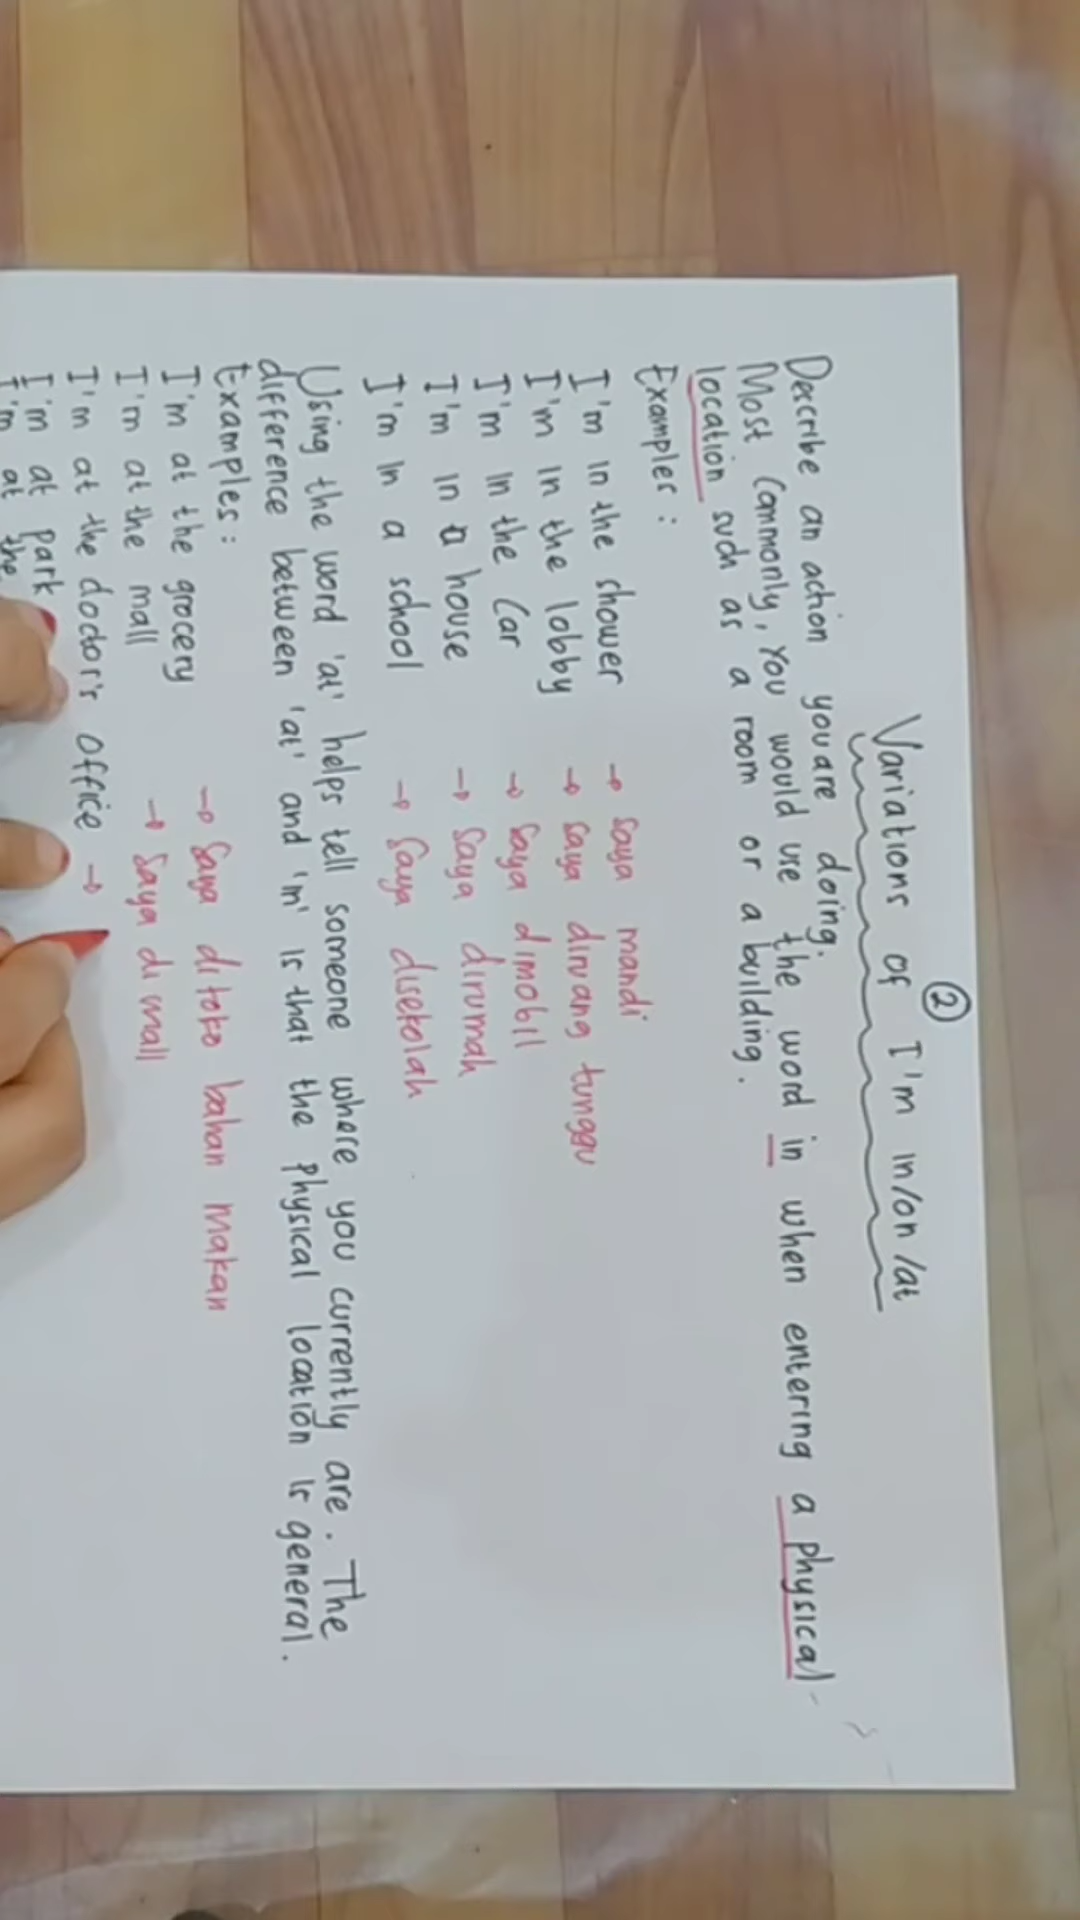 ②
Variations of I'm in/on/at
Describe an action you are doing.
Most commonly, You would use the word in when entering a physical
location such as a room or a building.
Examples:
I'm in the shower → saya mandi
I'm in the lobby → saya diruang tunggu
I'm in the car → saya dimobil
I'm in a house → saya dirumah
I'm in a school → saya disekolah
Using the word 'at' helps tell someone where you currently are. The
difference between 'at' and 'in' is that the physical location is general.
Examples:
I'm at the grocery → saya di toko bahan makan
I'm at the mall → saya di mall
I'm at the doctor's office →
I'm at park
I'm at the